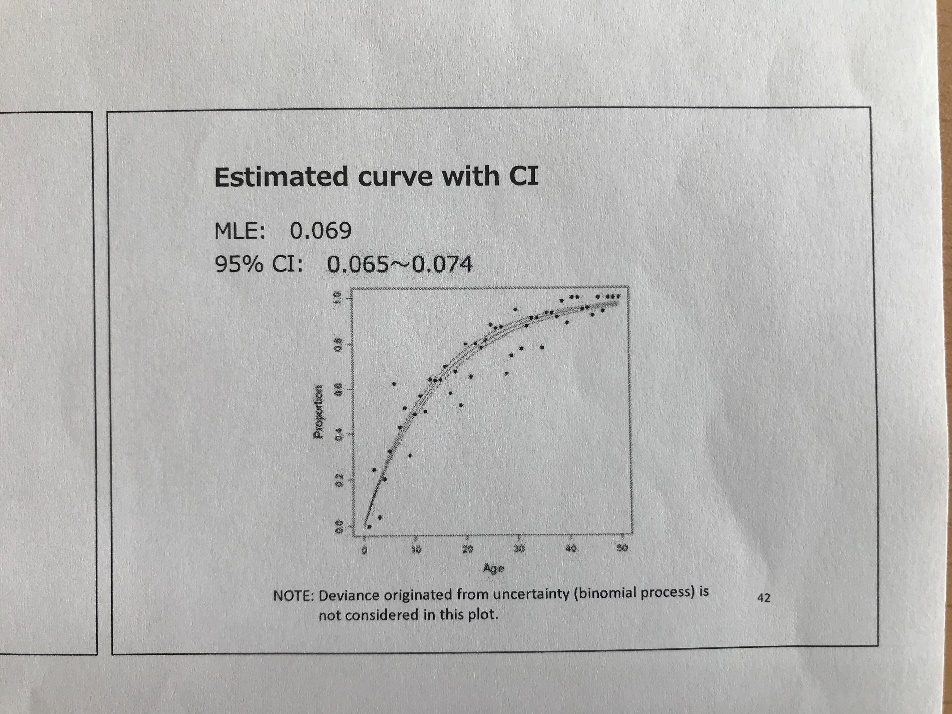 Estimated curve with CI
MLE: 0.069
95% CI: 0.065～0.074
1.0
0.8
0.6
0.4
0.2
0.0
Proportion
0 10 20 30 40 50
Age
NOTE: Deviance originated from uncertainty (binomial process) is
not considered in this plot.
42